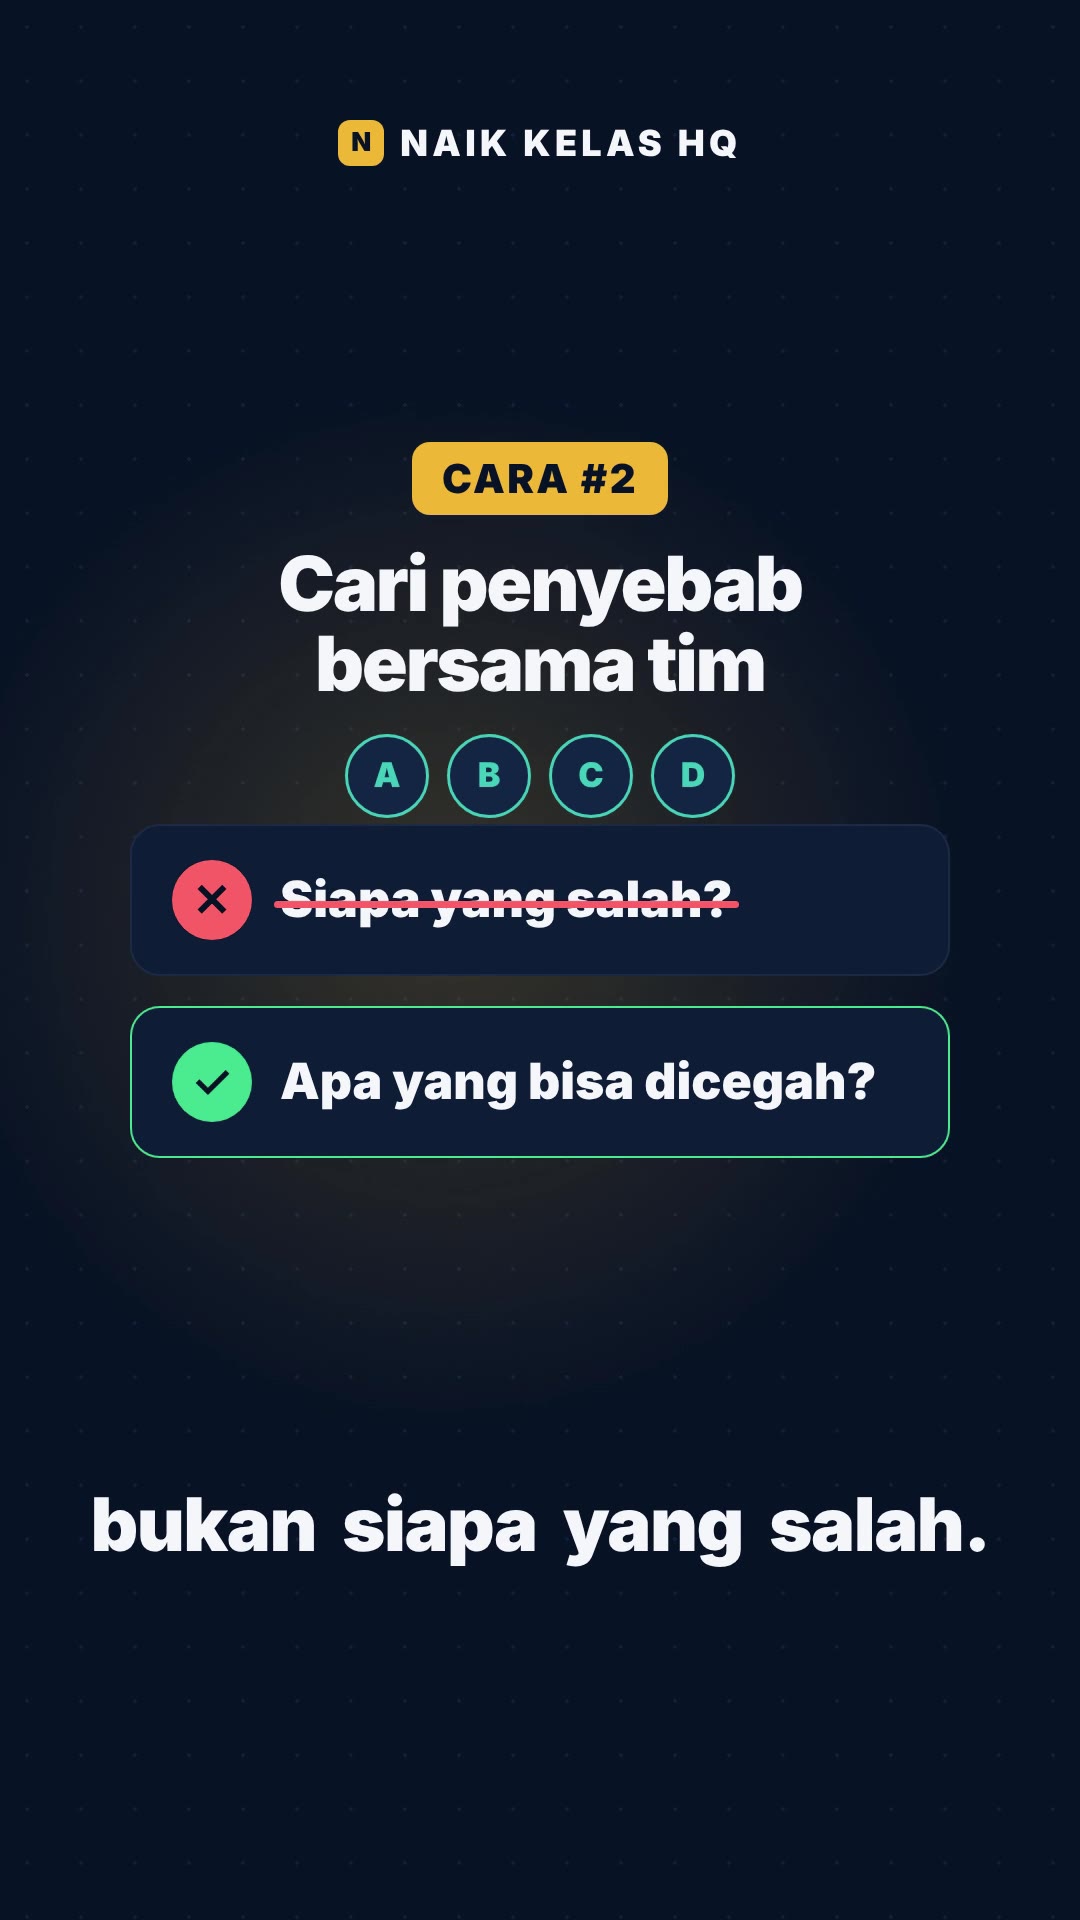 N NAIK KELAS HQ
CARA #2
Cari penyebab
bersama tim
A B C D
Siapa yang salah?
Apa yang bisa dicegah?
bukan siapa yang salah.